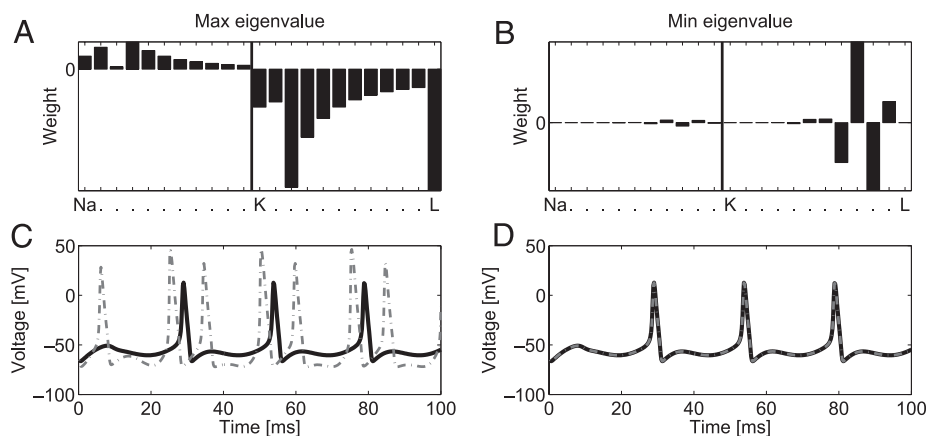 A
Max eigenvalue
0
Weight
Na. . . . . . . . . . K . . . . . . . . . . L
B
Min eigenvalue
0
Weight
Na. . . . . . . . . . K . . . . . . . . . . L
C
50
0
−50
−100
Voltage [mV]
0 20 40 60 80 100
Time [ms]
D
50
0
−50
−100
Voltage [mV]
0 20 40 60 80 100
Time [ms]